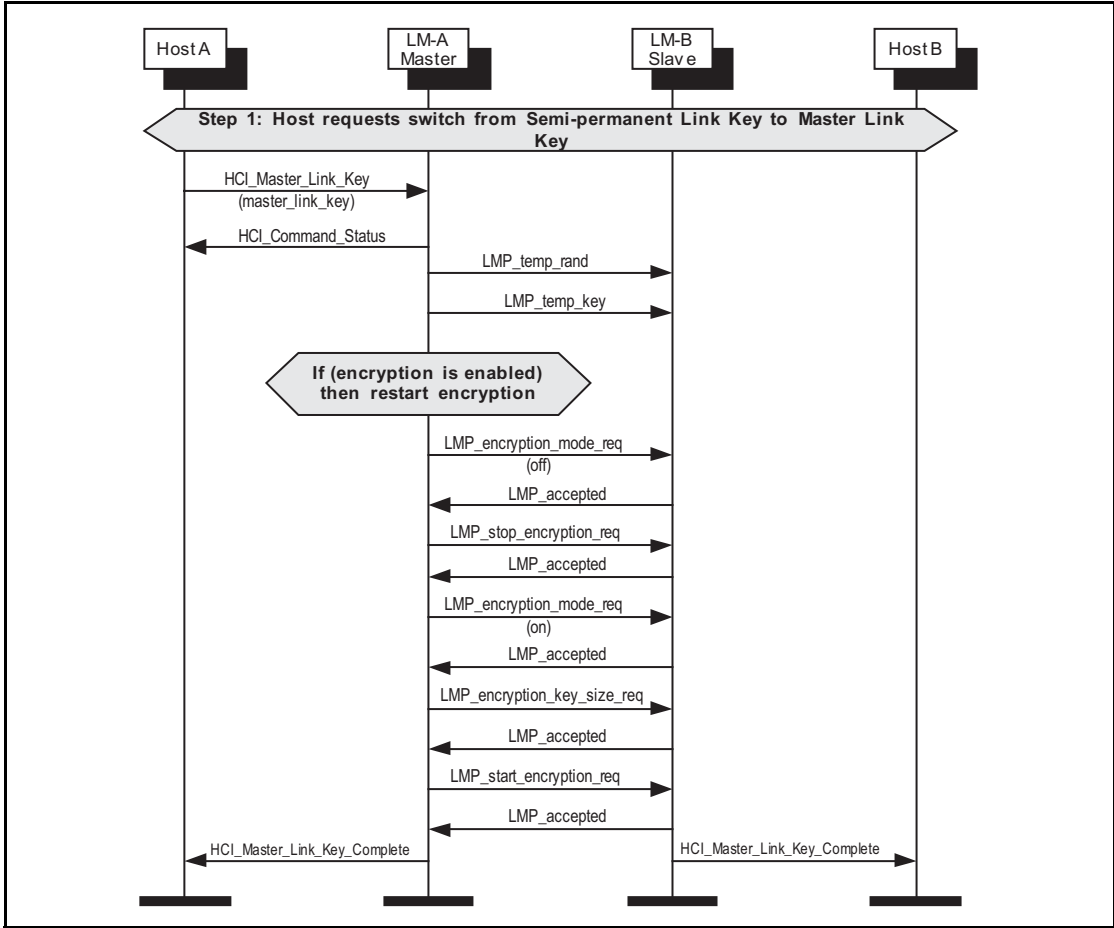 Host A
LM-A
Master
LM-B
Slave
Host B
Step 1: Host requests switch from Semi-permanent Link Key to Master Link
Key
HCI_Master_Link_Key
(master_link_key)
HCI_Command_Status
LMP_temp_rand
LMP_temp_key
If (encryption is enabled)
then restart encryption
LMP_encryption_mode_req
(off)
LMP_accepted
LMP_stop_encryption_req
LMP_accepted
LMP_encryption_mode_req
(on)
LMP_accepted
LMP_encryption_key_size_req
LMP_accepted
LMP_start_encryption_req
LMP_accepted
HCI_Master_Link_Key_Complete
HCI_Master_Link_Key_Complete